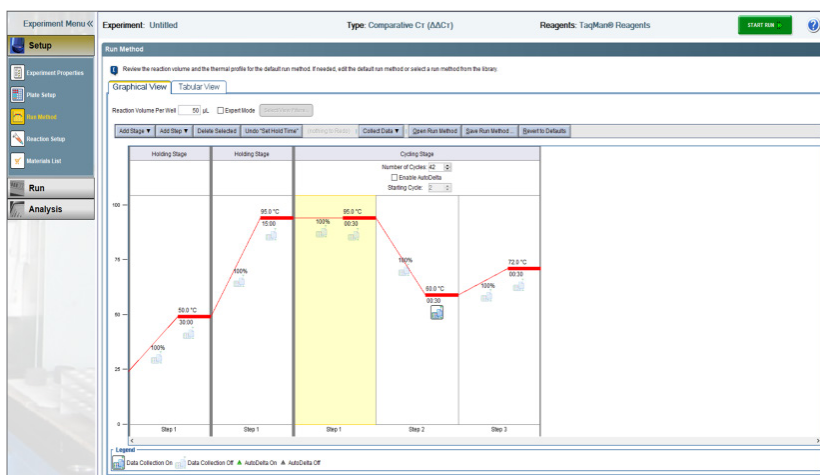 Experiment Menu «
Experiment: Untitled
Type: Comparative CT (ΔΔCT)
Reagents: TaqMan® Reagents
START RUN
?
Setup
Experiment Properties
Plate Setup
Run Method
Reaction Setup
Materials List
Run
Analysis
Run Method
Review the reaction volume and the thermal profile for the default run method. If needed, edit the default run method or select a run method from the library.
Graphical View
Tabular View
Reaction Volume Per Well 50 µL
Expert Mode
Add Stage ▼
Add Step ▼
Delete Selected
Undo "Set Hold Time"
Collect Data ▼
Open Run Method
Save Run Method ...
Revert to Defaults
Holding Stage
Holding Stage
Cycling Stage
Number of Cycles: 42
Enable AutoDelta
Starting Cycle: 2
100
75
50
25
0
100%
50.0 °C
30:00
100%
95.0 °C
15:00
100%
95.0 °C
00:30
100%
60.0 °C
00:30
100%
72.0 °C
00:30
Step 1
Step 1
Step 1
Step 2
Step 3
Legend
Data Collection On
Data Collection Off
▲ AutoDelta On
▲ AutoDelta Off